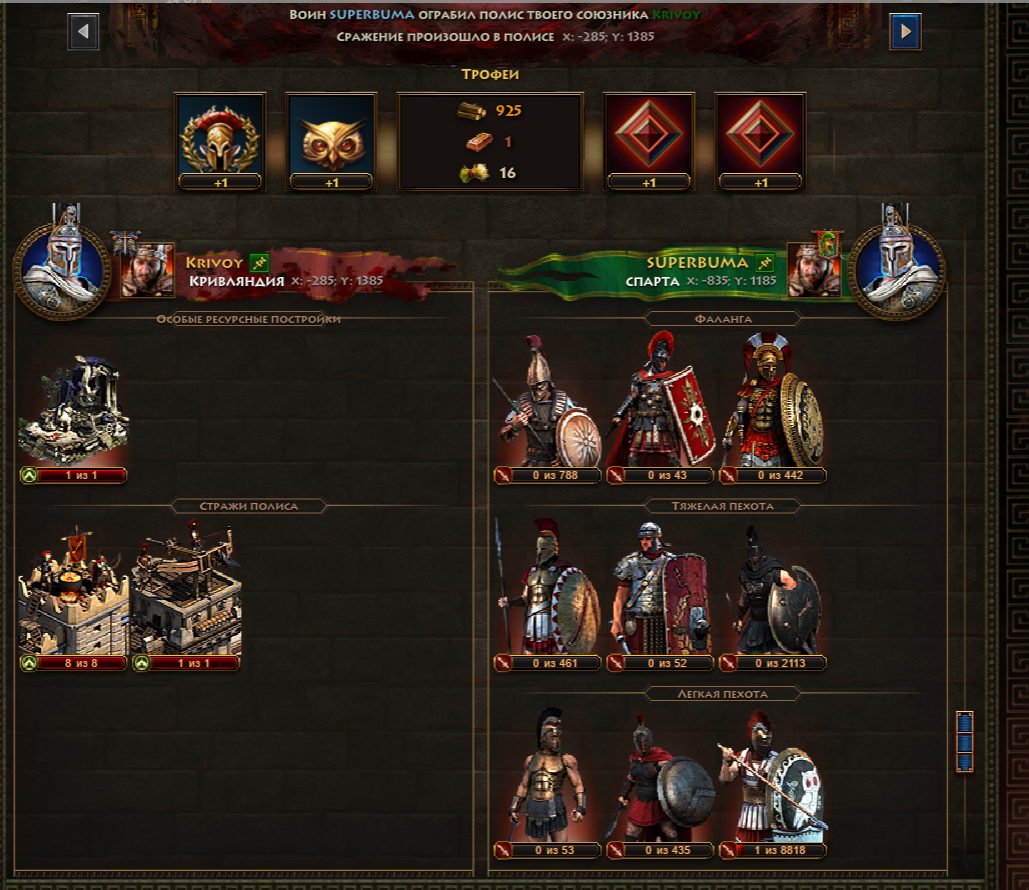 Воин SUPERBUMA ограбил полис твоего союзника KRIVOY
Сражение произошло в полисе X: -285; Y: 1385
Трофеи
925
1
16
+1
+1
+1
+1
KRIVOY
Кривляндия X: -285; Y: 1385
SUPERBUMA
СПАРТА X: -835; Y: 1185
Особые ресурсные постройки
1 из 1
Стражи полиса
8 из 8
1 из 1
Фаланга
0 из 788
0 из 43
0 из 442
Тяжелая пехота
0 из 461
0 из 52
0 из 2113
Легкая пехота
0 из 53
0 из 435
1 из 8818